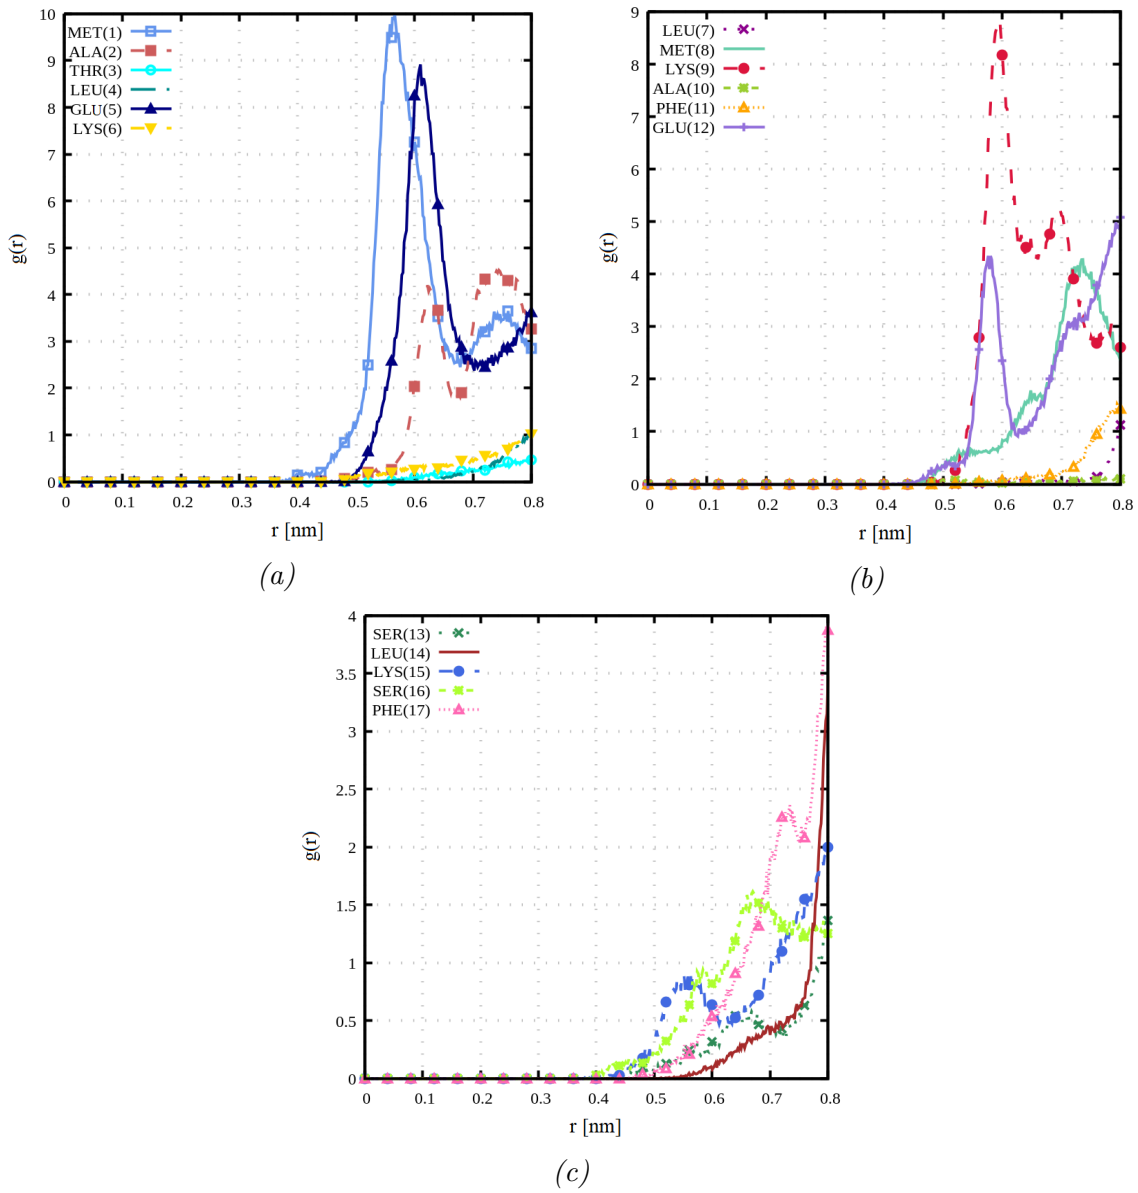 10
9
8
7
6
5
4
3
2
1
0
MET(1)
ALA(2)
THR(3)
LEU(4)
GLU(5)
LYS(6)
g(r)
0 0.1 0.2 0.3 0.4 0.5 0.6 0.7 0.8
r [nm]
(a)
9
8
7
6
5
4
3
2
1
0
LEU(7)
MET(8)
LYS(9)
ALA(10)
PHE(11)
GLU(12)
g(r)
0 0.1 0.2 0.3 0.4 0.5 0.6 0.7 0.8
r [nm]
(b)
4
3.5
3
2.5
2
1.5
1
0.5
0
SER(13)
LEU(14)
LYS(15)
SER(16)
PHE(17)
g(r)
0 0.1 0.2 0.3 0.4 0.5 0.6 0.7 0.8
r [nm]
(c)